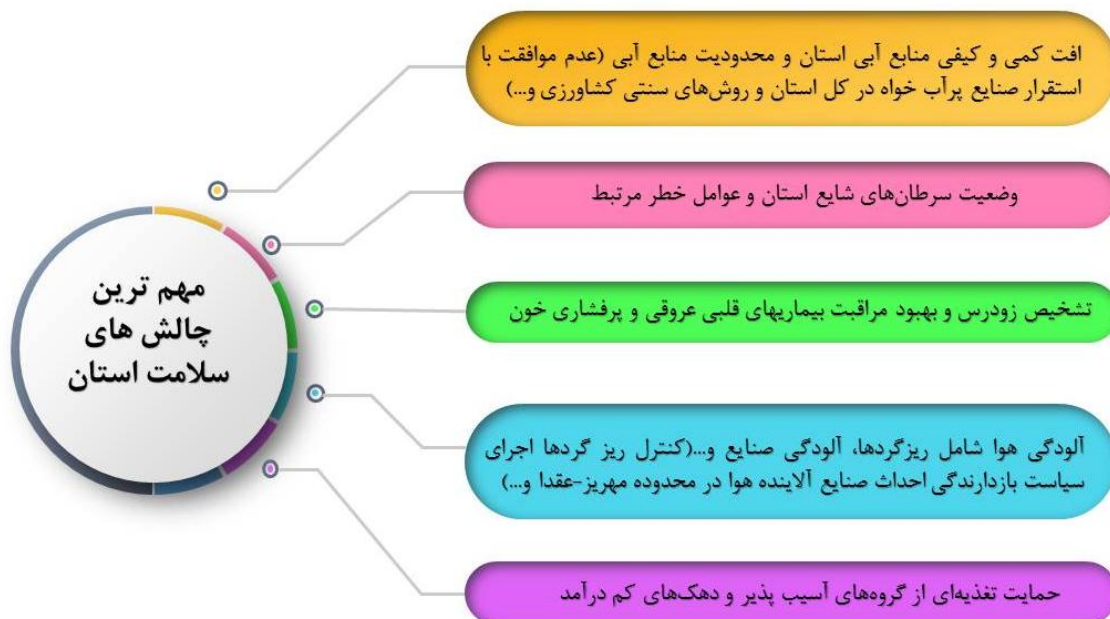 مهم ترین
چالش های
سلامت استان
افت کمی و کیفی منابع آبی استان و محدودیت منابع آبی (عدم موافقت با
استقرار صنایع پرآب خواه در کل استان و روش‌های سنتی کشاورزی و...)
وضعیت سرطان‌های شایع استان و عوامل خطر مرتبط
تشخیص زودرس و بهبود مراقبت بیماریهای قلبی عروقی و پرفشاری خون
آلودگی هوا شامل ریزگردها، آلودگی صنایع و...(کنترل ریز گردها اجرای
سیاست بازدارندگی احداث صنایع آلاینده هوا در محدوده مهریز-عقدا و...)
حمایت تغذیه‌ای از گروه‌های آسیب پذیر و دهک‌های کم درآمد